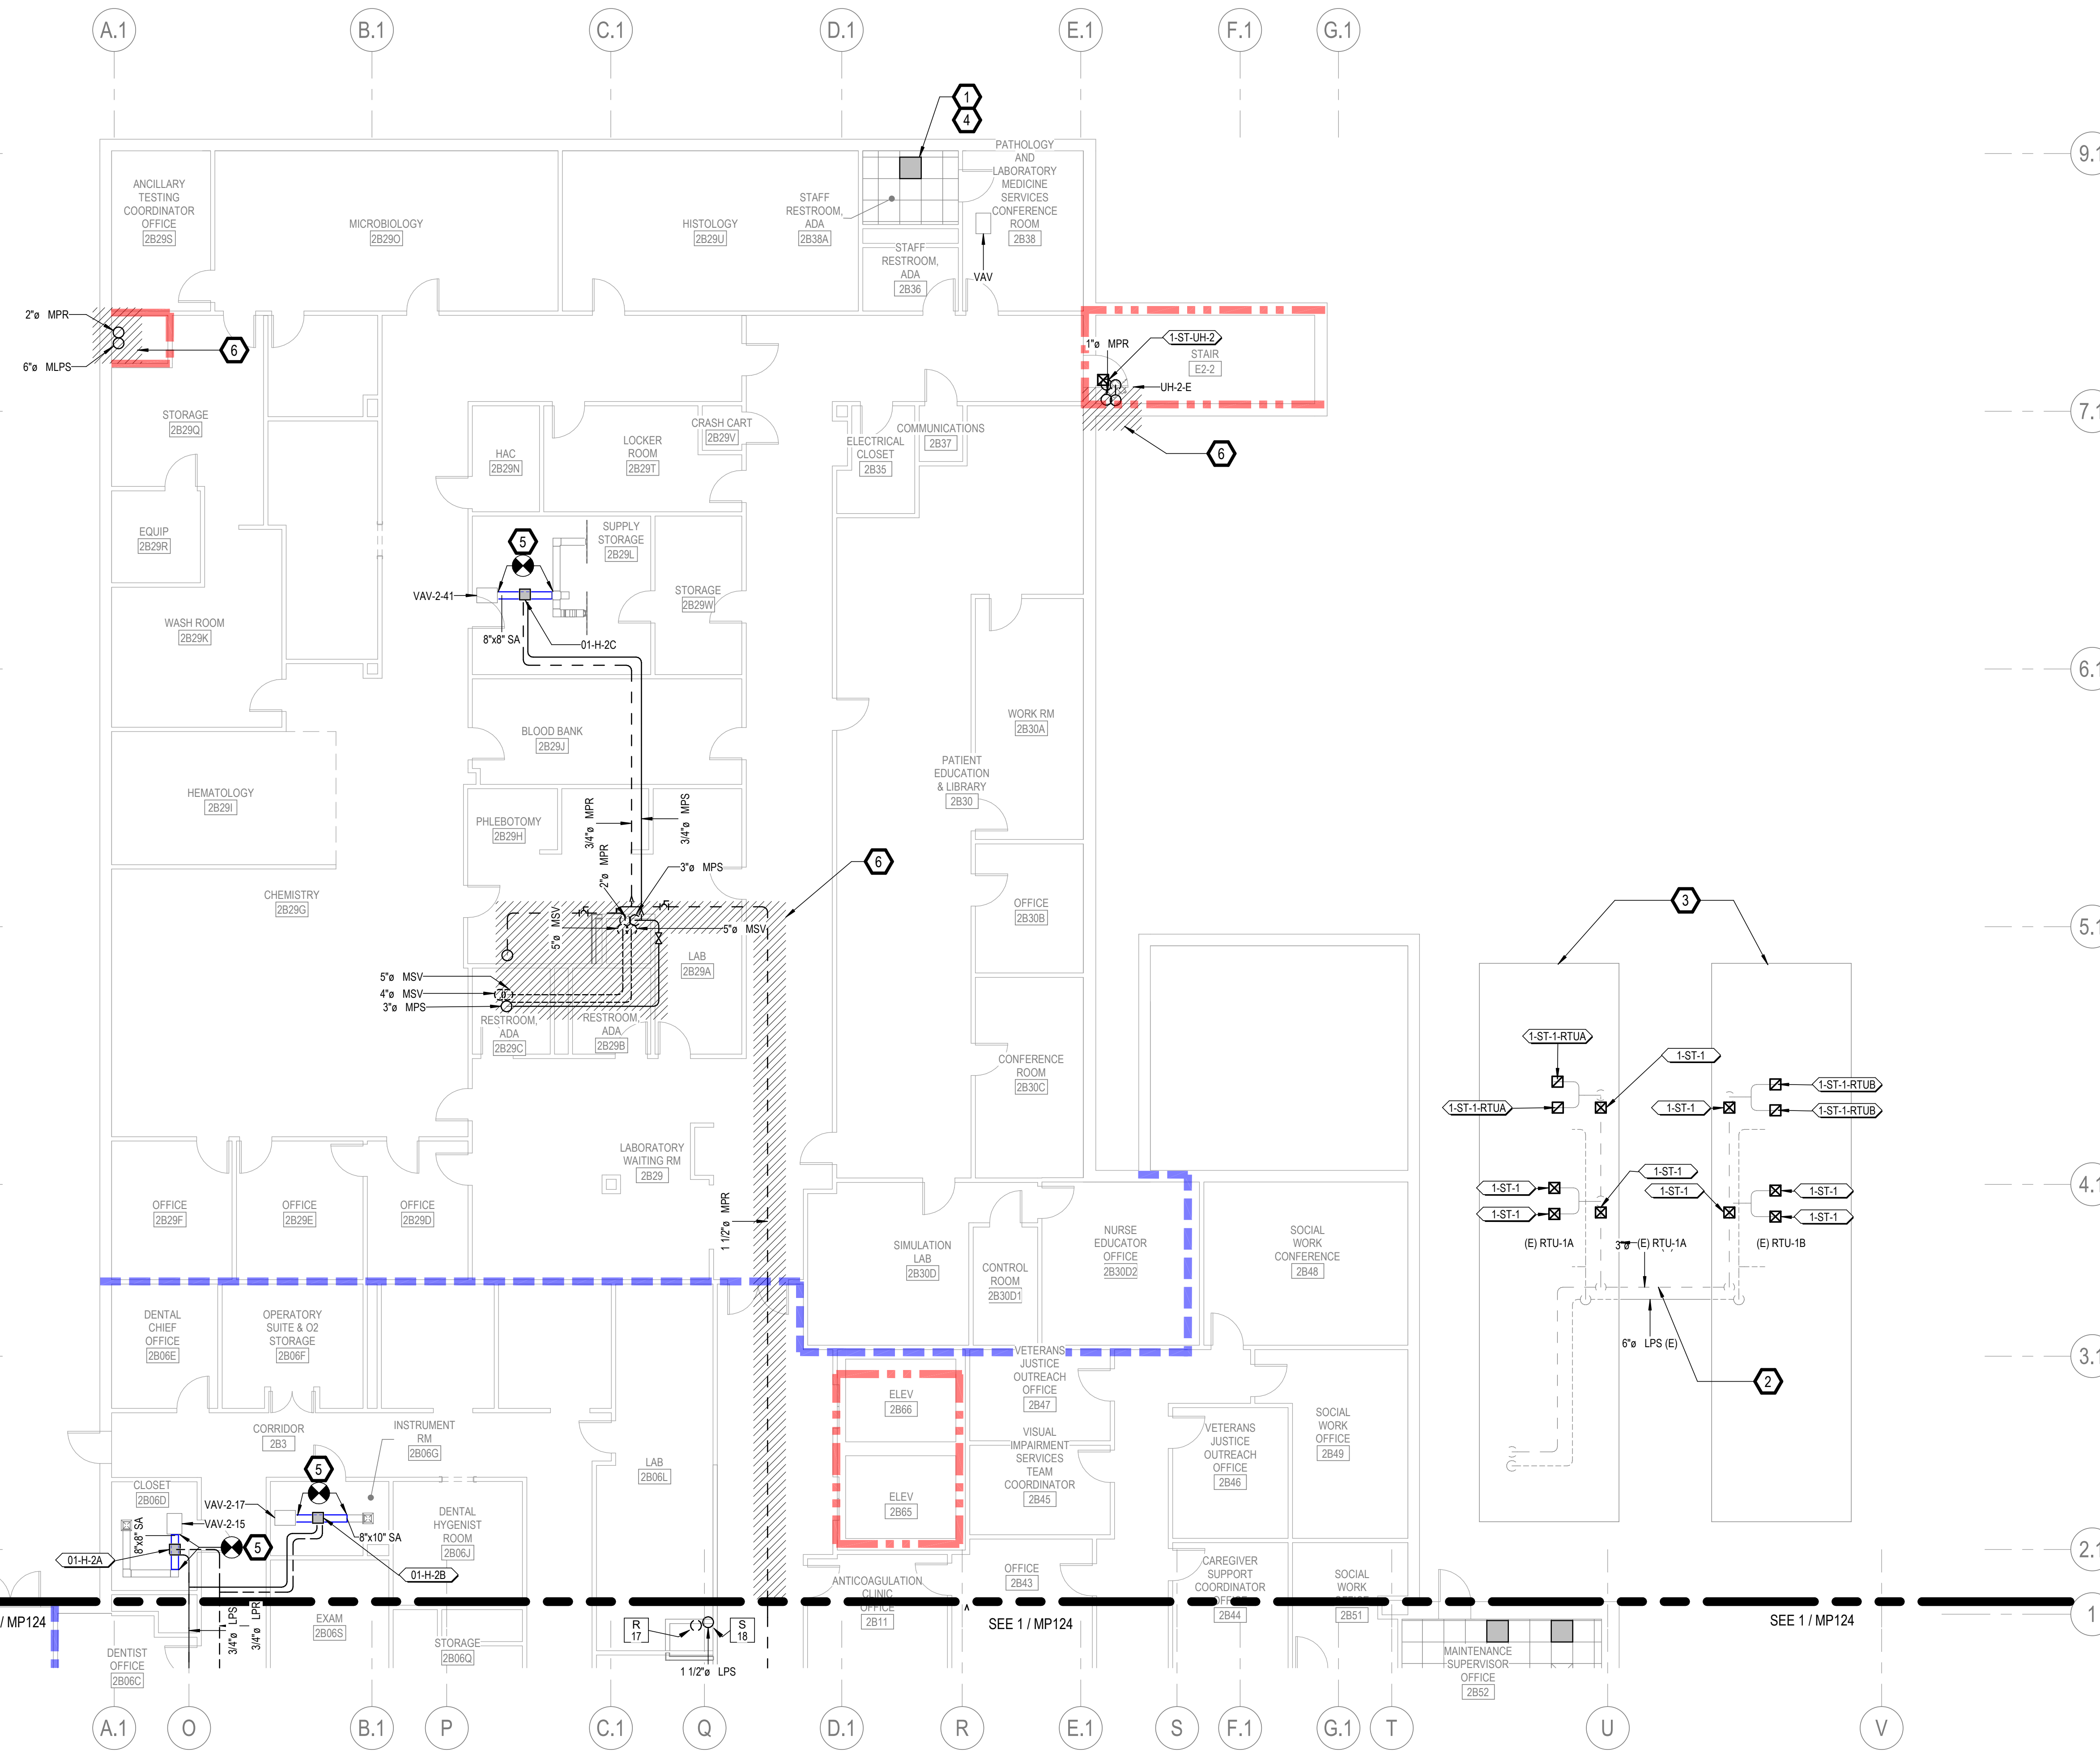 A.1
B.1
C.1
D.1
E.1
F.1
G.1
9.1
7.1
6.1
5.1
4.1
3.1
2.1
1
1
4
PATHOLOGY
AND
LABORATORY
MEDICINE
SERVICES
CONFERENCE
ROOM
2B38
ANCILLARY
TESTING
COORDINATOR
OFFICE
2B29S
MICROBIOLOGY
2B29O
HISTOLOGY
2B29U
STAFF
RESTROOM,
ADA
2B38A
STAFF
RESTROOM,
ADA
2B36
VAV
2"ø MPR
6"ø MLPS
6
1"ø MPR
1-ST-UH-2
STAIR
E2-2
UH-2-E
6
STORAGE
2B29Q
HAC
2B29N
LOCKER
ROOM
2B29T
CRASH CART
2B29V
ELECTRICAL
CLOSET
2B35
COMMUNICATIONS
2B37
EQUIP
2B29R
5
SUPPLY
STORAGE
2B29L
STORAGE
2B29W
VAV-2-41
8"x8" SA
01-H-2C
WASH ROOM
2B29K
BLOOD BANK
2B29J
WORK RM
2B30A
PATIENT
EDUCATION
& LIBRARY
2B30
HEMATOLOGY
2B29I
PHLEBOTOMY
2B29H
3/4"ø MPR
3/4"ø MPS
2"ø MPR
3"ø MPS
6
CHEMISTRY
2B29G
5"ø MSV
5"ø MSV
OFFICE
2B30B
LAB
2B29A
5"ø MSV
4"ø MSV
3"ø MPS
RESTROOM,
ADA
2B29C
RESTROOM,
ADA
2B29B
CONFERENCE
ROOM
2B30C
3
1-ST-1-RTUA
1-ST-1
1-ST-1-RTUB
1-ST-1-RTUA
1-ST-1
1-ST-1-RTUB
1-ST-1
1-ST-1
1-ST-1
1-ST-1
1-ST-1
1-ST-1
(E) RTU-1A
3"ø (E) RTU-1A
(E) RTU-1B
6"ø LPS (E)
2
LABORATORY
WAITING RM
2B29
1 1/2"ø MPR
OFFICE
2B29F
OFFICE
2B29E
OFFICE
2B29D
SIMULATION
LAB
2B30D
CONTROL
ROOM
2B30D1
NURSE
EDUCATOR
OFFICE
2B30D2
SOCIAL
WORK
CONFERENCE
2B48
DENTAL
CHIEF
OFFICE
2B06E
OPERATORY
SUITE & O2
STORAGE
2B06F
VETERANS
JUSTICE
OUTREACH
OFFICE
2B47
ELEV
2B66
ELEV
2B65
VISUAL
IMPAIRMENT
SERVICES
TEAM
COORDINATOR
2B45
VETERANS
JUSTICE
OUTREACH
OFFICE
2B46
SOCIAL
WORK
OFFICE
2B49
CORRIDOR
2B3
INSTRUMENT
RM
2B06G
LAB
2B06L
5
CLOSET
2B06D
VAV-2-17
VAV-2-15
8"x8" SA
5
8"x10" SA
DENTAL
HYGENIST
ROOM
2B06J
01-H-2A
01-H-2B
OFFICE
2B43
ANTICOAGULATION
CLINIC
OFFICE
2B11
CAREGIVER
SUPPORT
COORDINATOR
OFFICE
2B44
SOCIAL
WORK
2B51
/ MP124
SEE 1 / MP124
SEE 1 / MP124
3/4"ø LPS
3/4"ø LPR
EXAM
2B06S
STORAGE
2B06Q
R
17
S
18
1 1/2"ø LPS
DENTIST
OFFICE
2B06C
MAINTENANCE
SUPERVISOR
OFFICE
2B52
A.1
O
B.1
P
C.1
Q
D.1
R
E.1
S
F.1
G.1
T
U
V